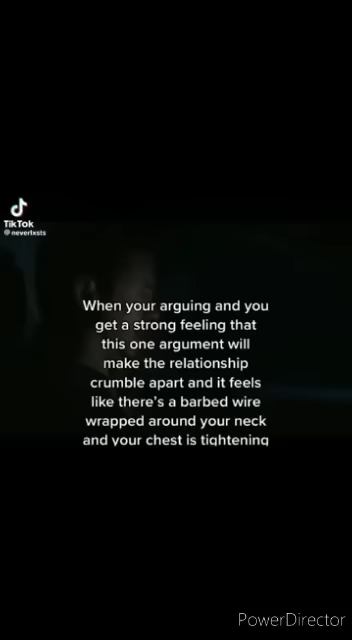 TikTok
@neverlxsts
When your arguing and you
get a strong feeling that
this one argument will
make the relationship
crumble apart and it feels
like there's a barbed wire
wrapped around your neck
and your chest is tightening
PowerDirector